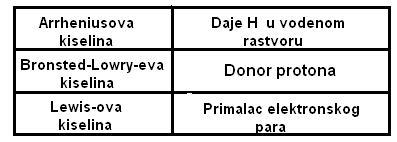 Arrheniusova
kiselina
Daje H u vodenom
rastvoru
Bronsted-Lowry-eva
kiselina
Donor protona
Lewis-ova
kiselina
Primalac elektronskog
para